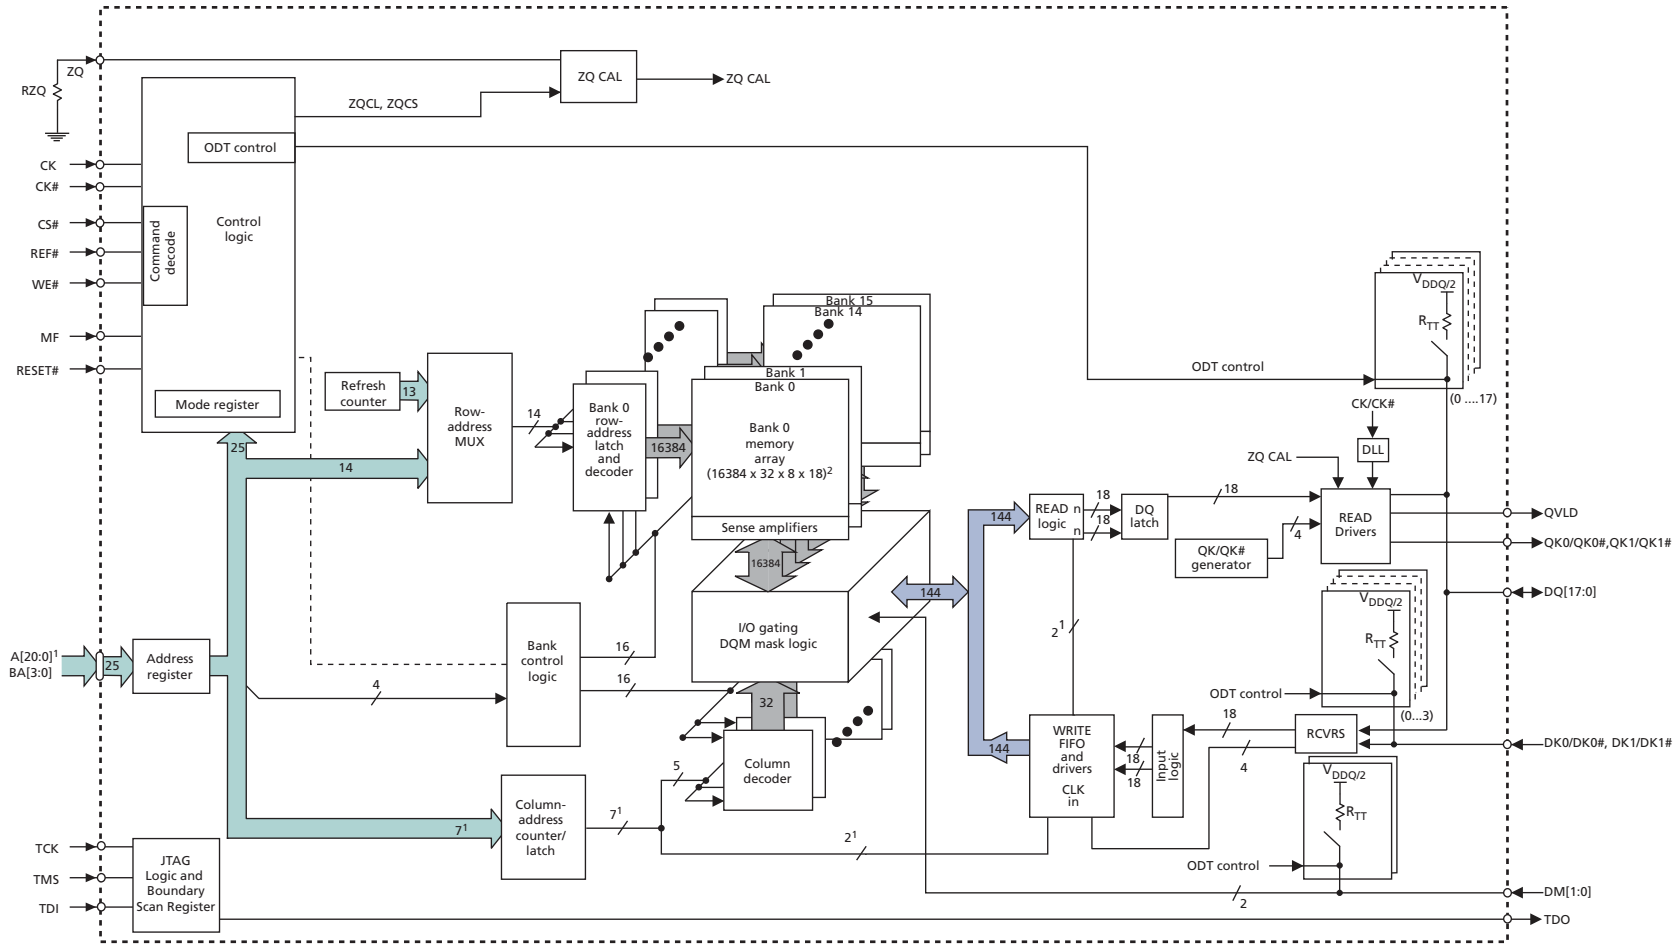 ZQ
RZQ
ZQ CAL
ZQ CAL
ZQCL, ZQCS
ODT control
CK
CK#
CS#
REF#
WE#
MF
RESET#
Command
decode
Control
logic
Mode register
Refresh
counter
13
Row-
address
MUX
14
25
14
Bank 0
row-
address
latch
and
decoder
16384
Bank 15
Bank 14
Bank 1
Bank 0
Bank 0
memory
array
(16384 x 32 x 8 x 18)2
Sense amplifiers
16384
I/O gating
DQM mask logic
144
144
144
READ
logic
n
n
18
18
DQ
latch
18
ODT control
VDDQ/2
RTT
(0 ....17)
CK/CK#
DLL
ZQ CAL
READ
Drivers
QK/QK#
generator
4
QVLD
QK0/QK0#,QK1/QK1#
DQ[17:0]
VDDQ/2
RTT
ODT control
(0...3)
21
A[20:0]1
BA[3:0]
25
Address
register
4
Bank
control
logic
16
16
32
Column
decoder
5
Column-
address
counter/
latch
71
71
21
WRITE
FIFO
and
drivers
CLK
in
18
18
Input
logic
18
4
RCVRS
DK0/DK0#, DK1/DK1#
VDDQ/2
RTT
ODT control
2
DM[1:0]
TCK
TMS
TDI
JTAG
Logic and
Boundary
Scan Register
TDO